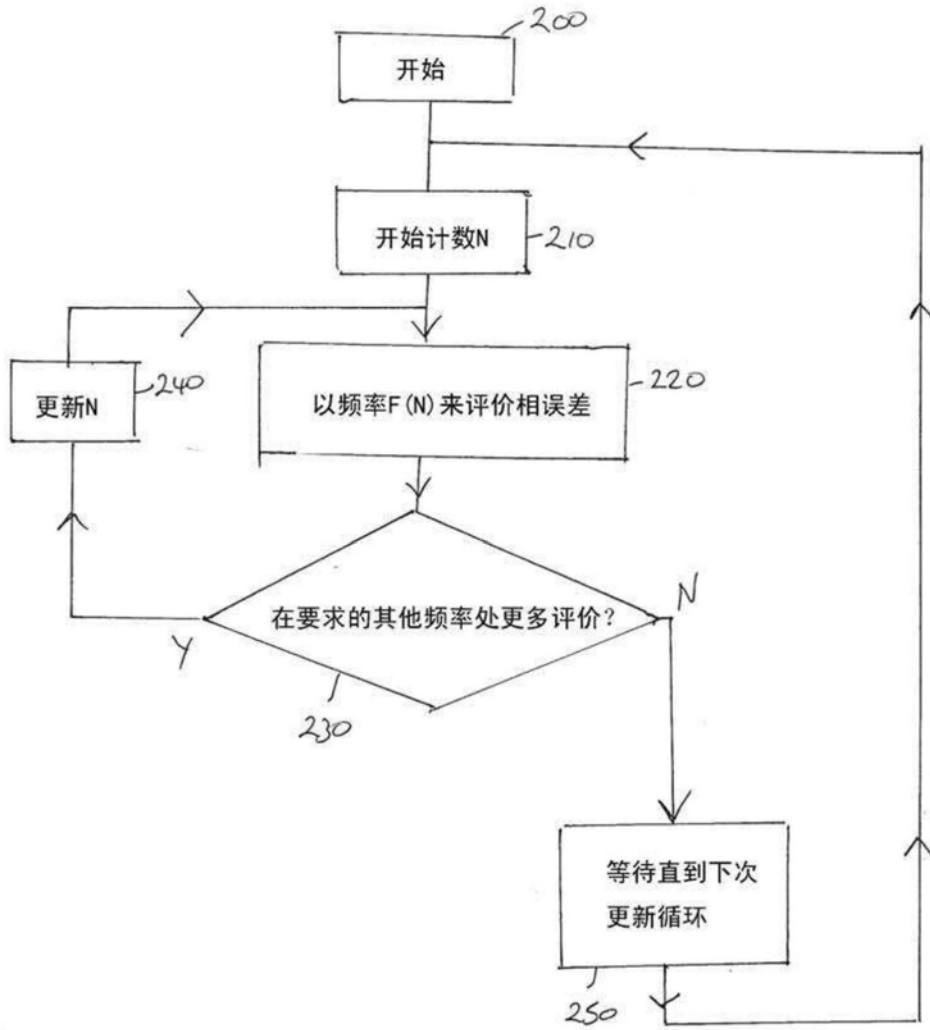 200
开始
开始计数N
210
更新N
240
以频率F(N)来评价相误差
220
在要求的其他频率处更多评价?
Y
N
230
等待直到下次
更新循环
250